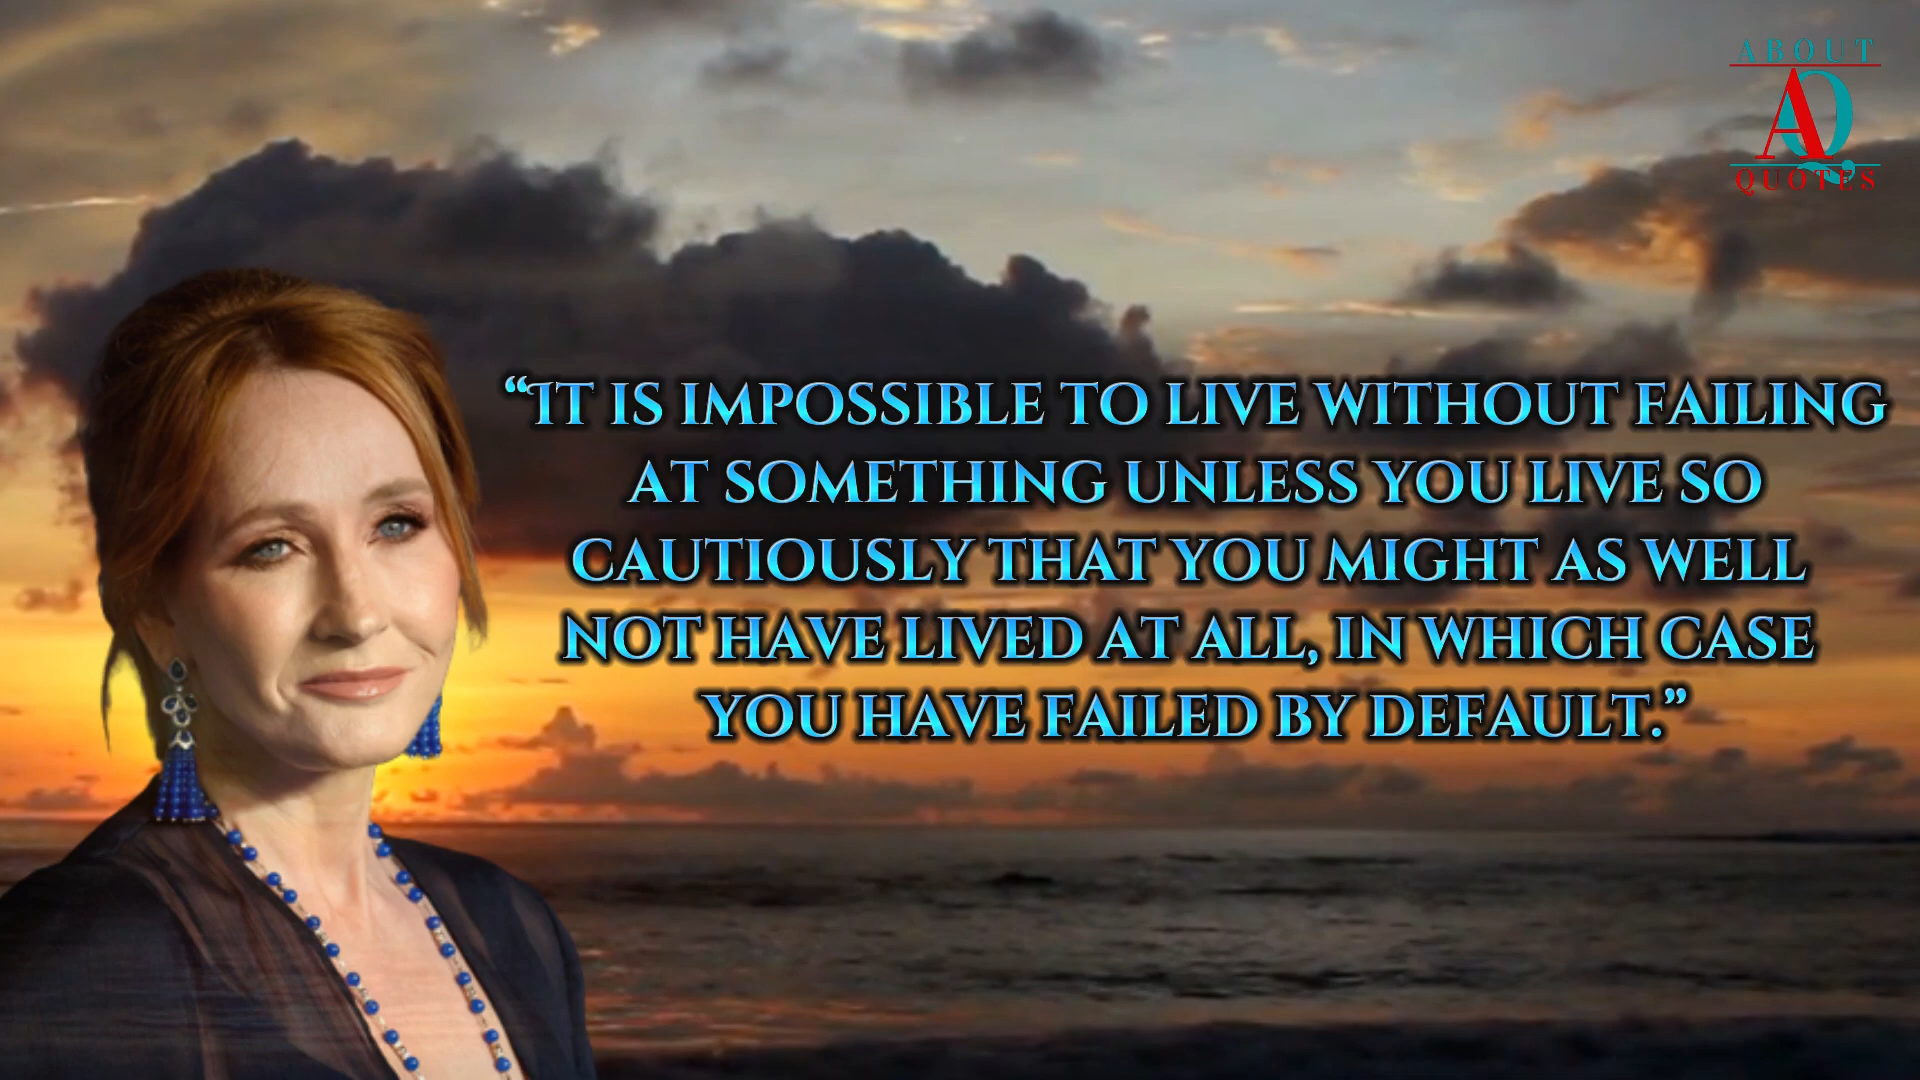 ABOUT
AQ
QUOTES
“IT IS IMPOSSIBLE TO LIVE WITHOUT FAILING
AT SOMETHING UNLESS YOU LIVE SO
CAUTIOUSLY THAT YOU MIGHT AS WELL
NOT HAVE LIVED AT ALL, IN WHICH CASE
YOU HAVE FAILED BY DEFAULT.”